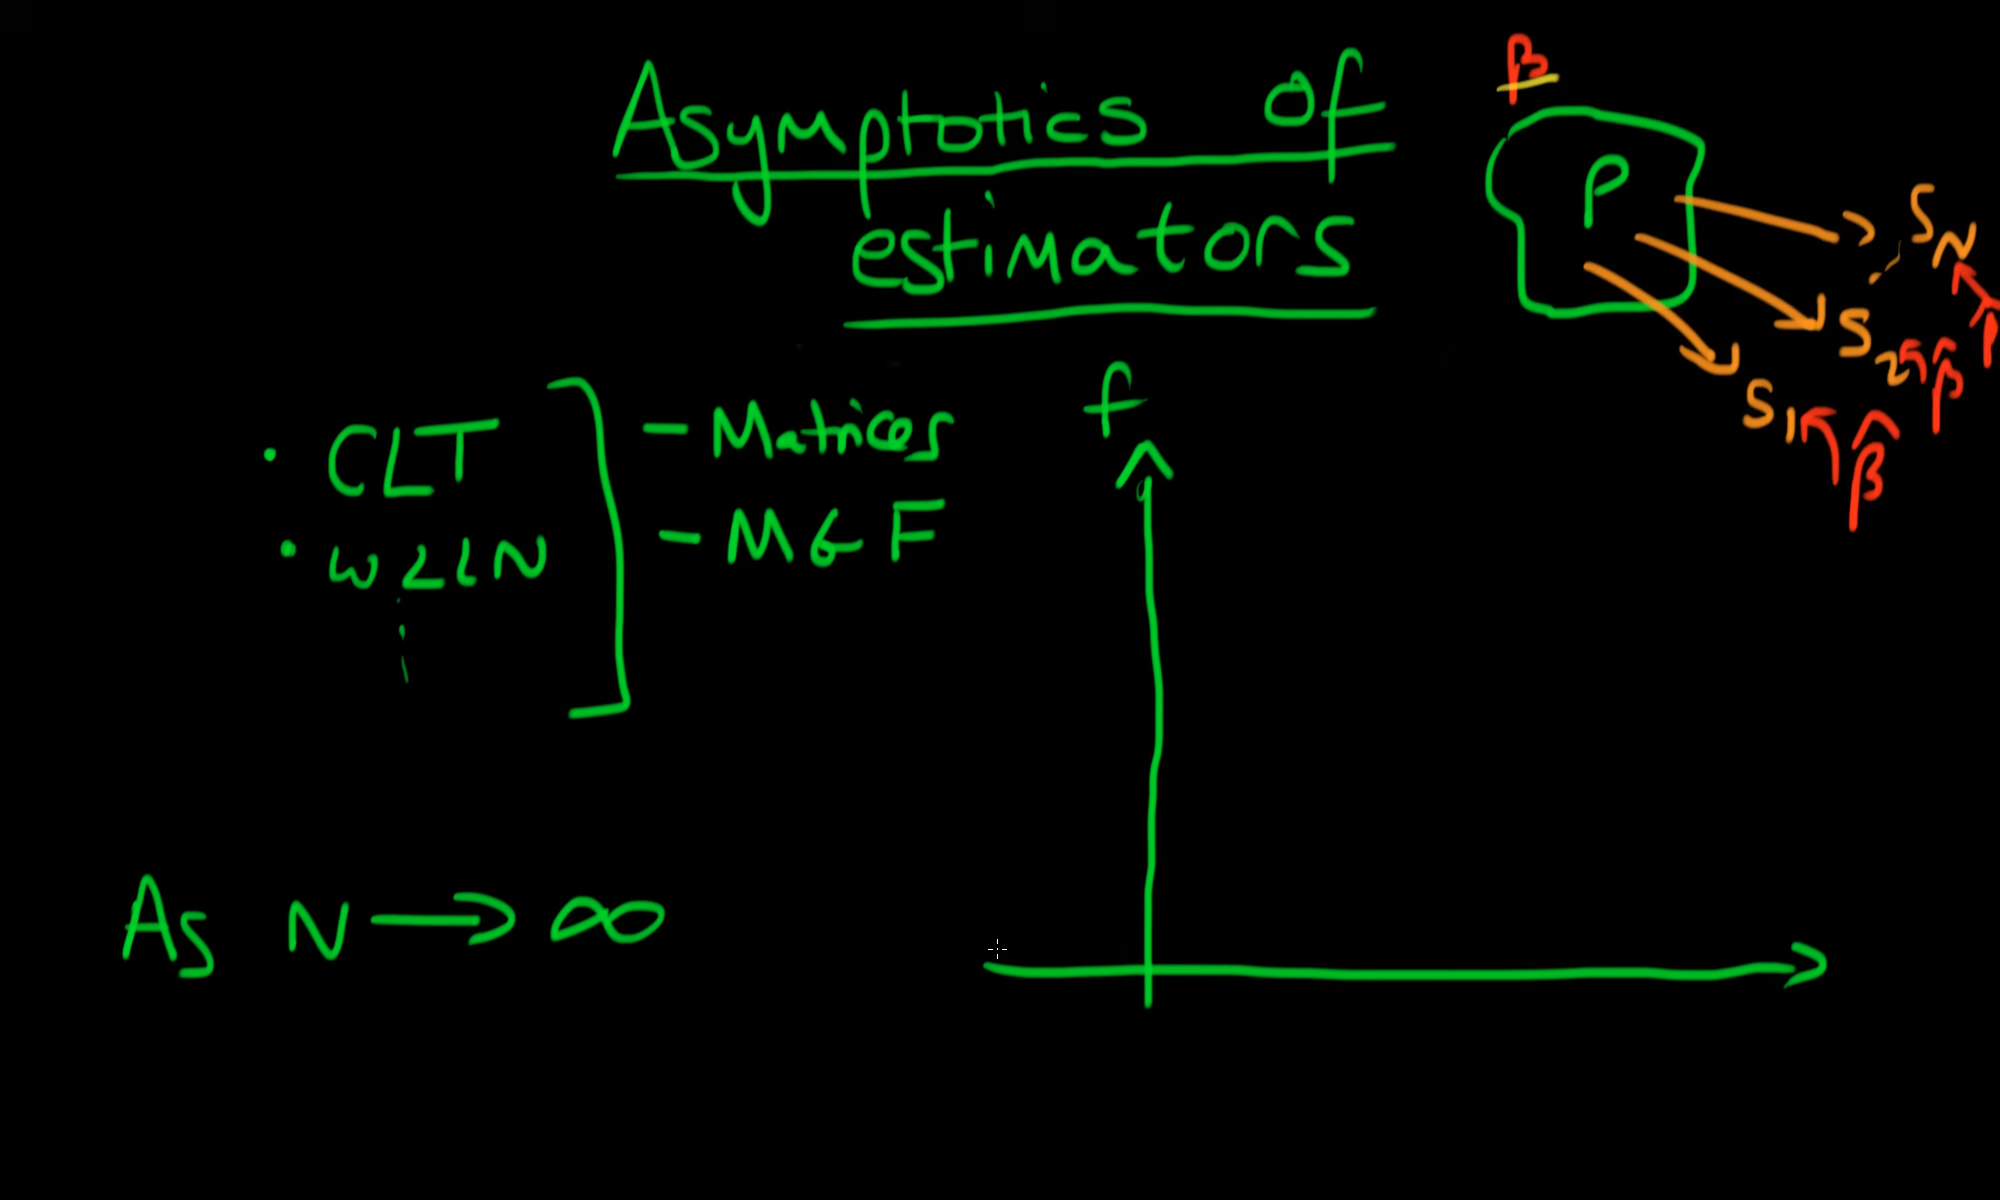 Asymptotics of
estimators
β
P
S_N
S_2
β̂
S_1
β̂
f
• CLT
• WLLN
- Matrices
- MGF
As N → ∞